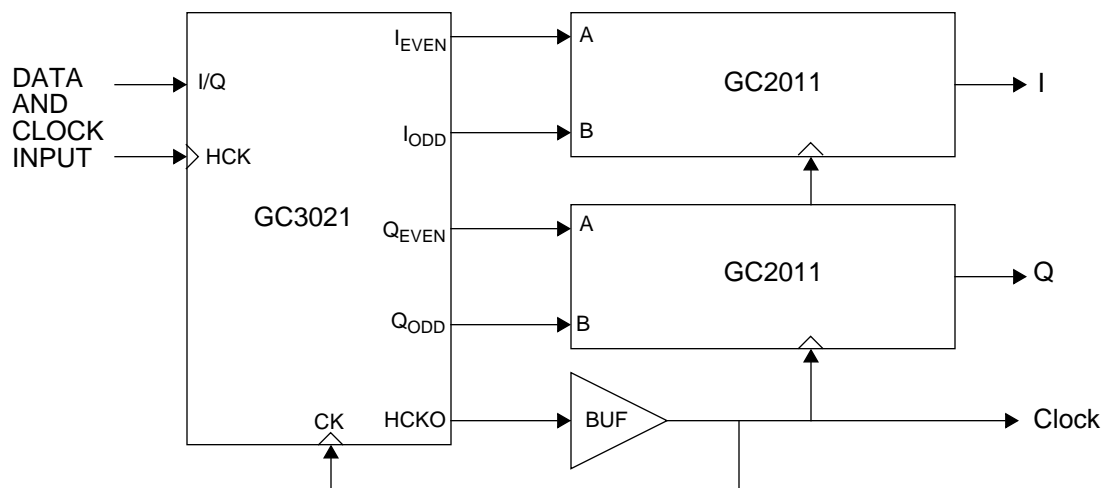 DATA
AND
CLOCK
INPUT
I/Q
HCK
GC3021
CK
I_EVEN
I_ODD
Q_EVEN
Q_ODD
HCKO
A
B
GC2011
I
A
B
GC2011
Q
BUF
Clock